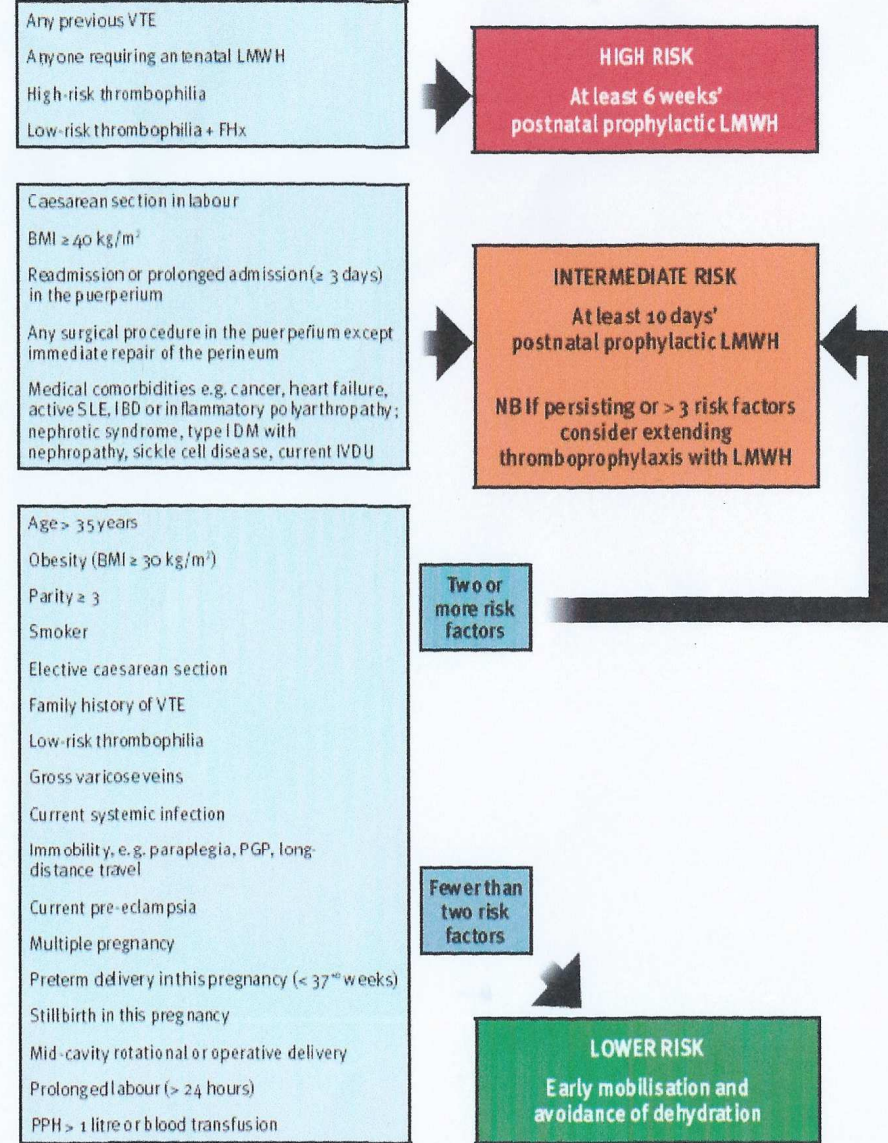 Any previous VTE
Anyone requiring antenatal LMWH
High-risk thrombophilia
Low-risk thrombophilia + FHx
HIGH RISK
At least 6 weeks'
postnatal prophylactic LMWH
Caesarean section in labour
BMI ≥ 40 kg/m²
Readmission or prolonged admission (≥ 3 days)
in the puerperium
Any surgical procedure in the puerperium except
immediate repair of the perineum
Medical comorbidities e.g. cancer, heart failure,
active SLE, IBD or inflammatory polyarthropathy;
nephrotic syndrome, type I DM with
nephropathy, sickle cell disease, current IVDU
INTERMEDIATE RISK
At least 10 days'
postnatal prophylactic LMWH
NB If persisting or > 3 risk factors
consider extending
thromboprophylaxis with LMWH
Age > 35 years
Obesity (BMI ≥ 30 kg/m²)
Parity ≥ 3
Smoker
Elective caesarean section
Family history of VTE
Low-risk thrombophilia
Gross varicose veins
Current systemic infection
Immobility, e.g. paraplegia, PGP, long-
distance travel
Current pre-eclampsia
Multiple pregnancy
Preterm delivery in this pregnancy (< 37⁺⁰ weeks)
Stillbirth in this pregnancy
Mid-cavity rotational or operative delivery
Prolonged labour (> 24 hours)
PPH > 1 litre or blood transfusion
Two or
more risk
factors
Fewer than
two risk
factors
LOWER RISK
Early mobilisation and
avoidance of dehydration